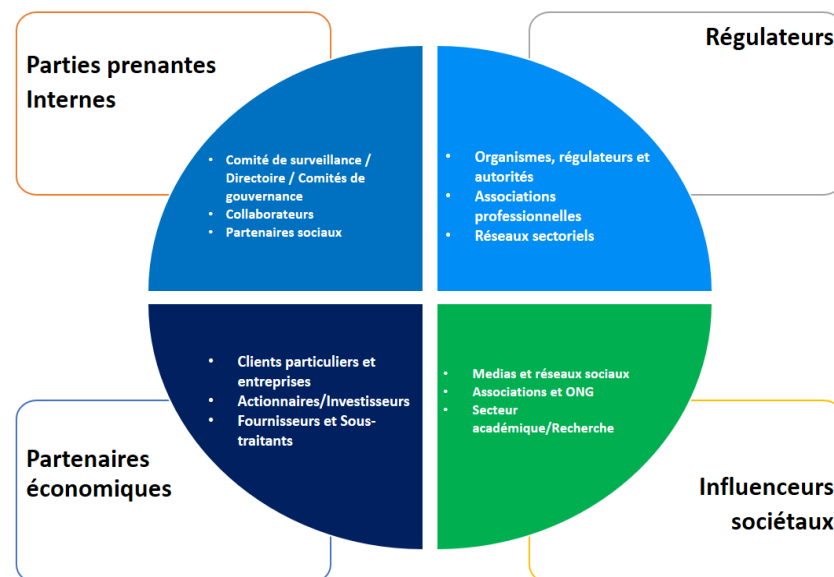 Parties prenantes
Internes
• Comité de surveillance /
Directoire / Comités de
gouvernance
• Collaborateurs
• Partenaires sociaux
Régulateurs
• Organismes, régulateurs et
autorités
• Associations
professionnelles
• Réseaux sectoriels
Partenaires
économiques
• Clients particuliers et
entreprises
• Actionnaires/Investisseurs
• Fournisseurs et Sous-
traitants
Influenceurs
sociétaux
• Medias et réseaux sociaux
• Associations et ONG
• Secteur
académique/Recherche